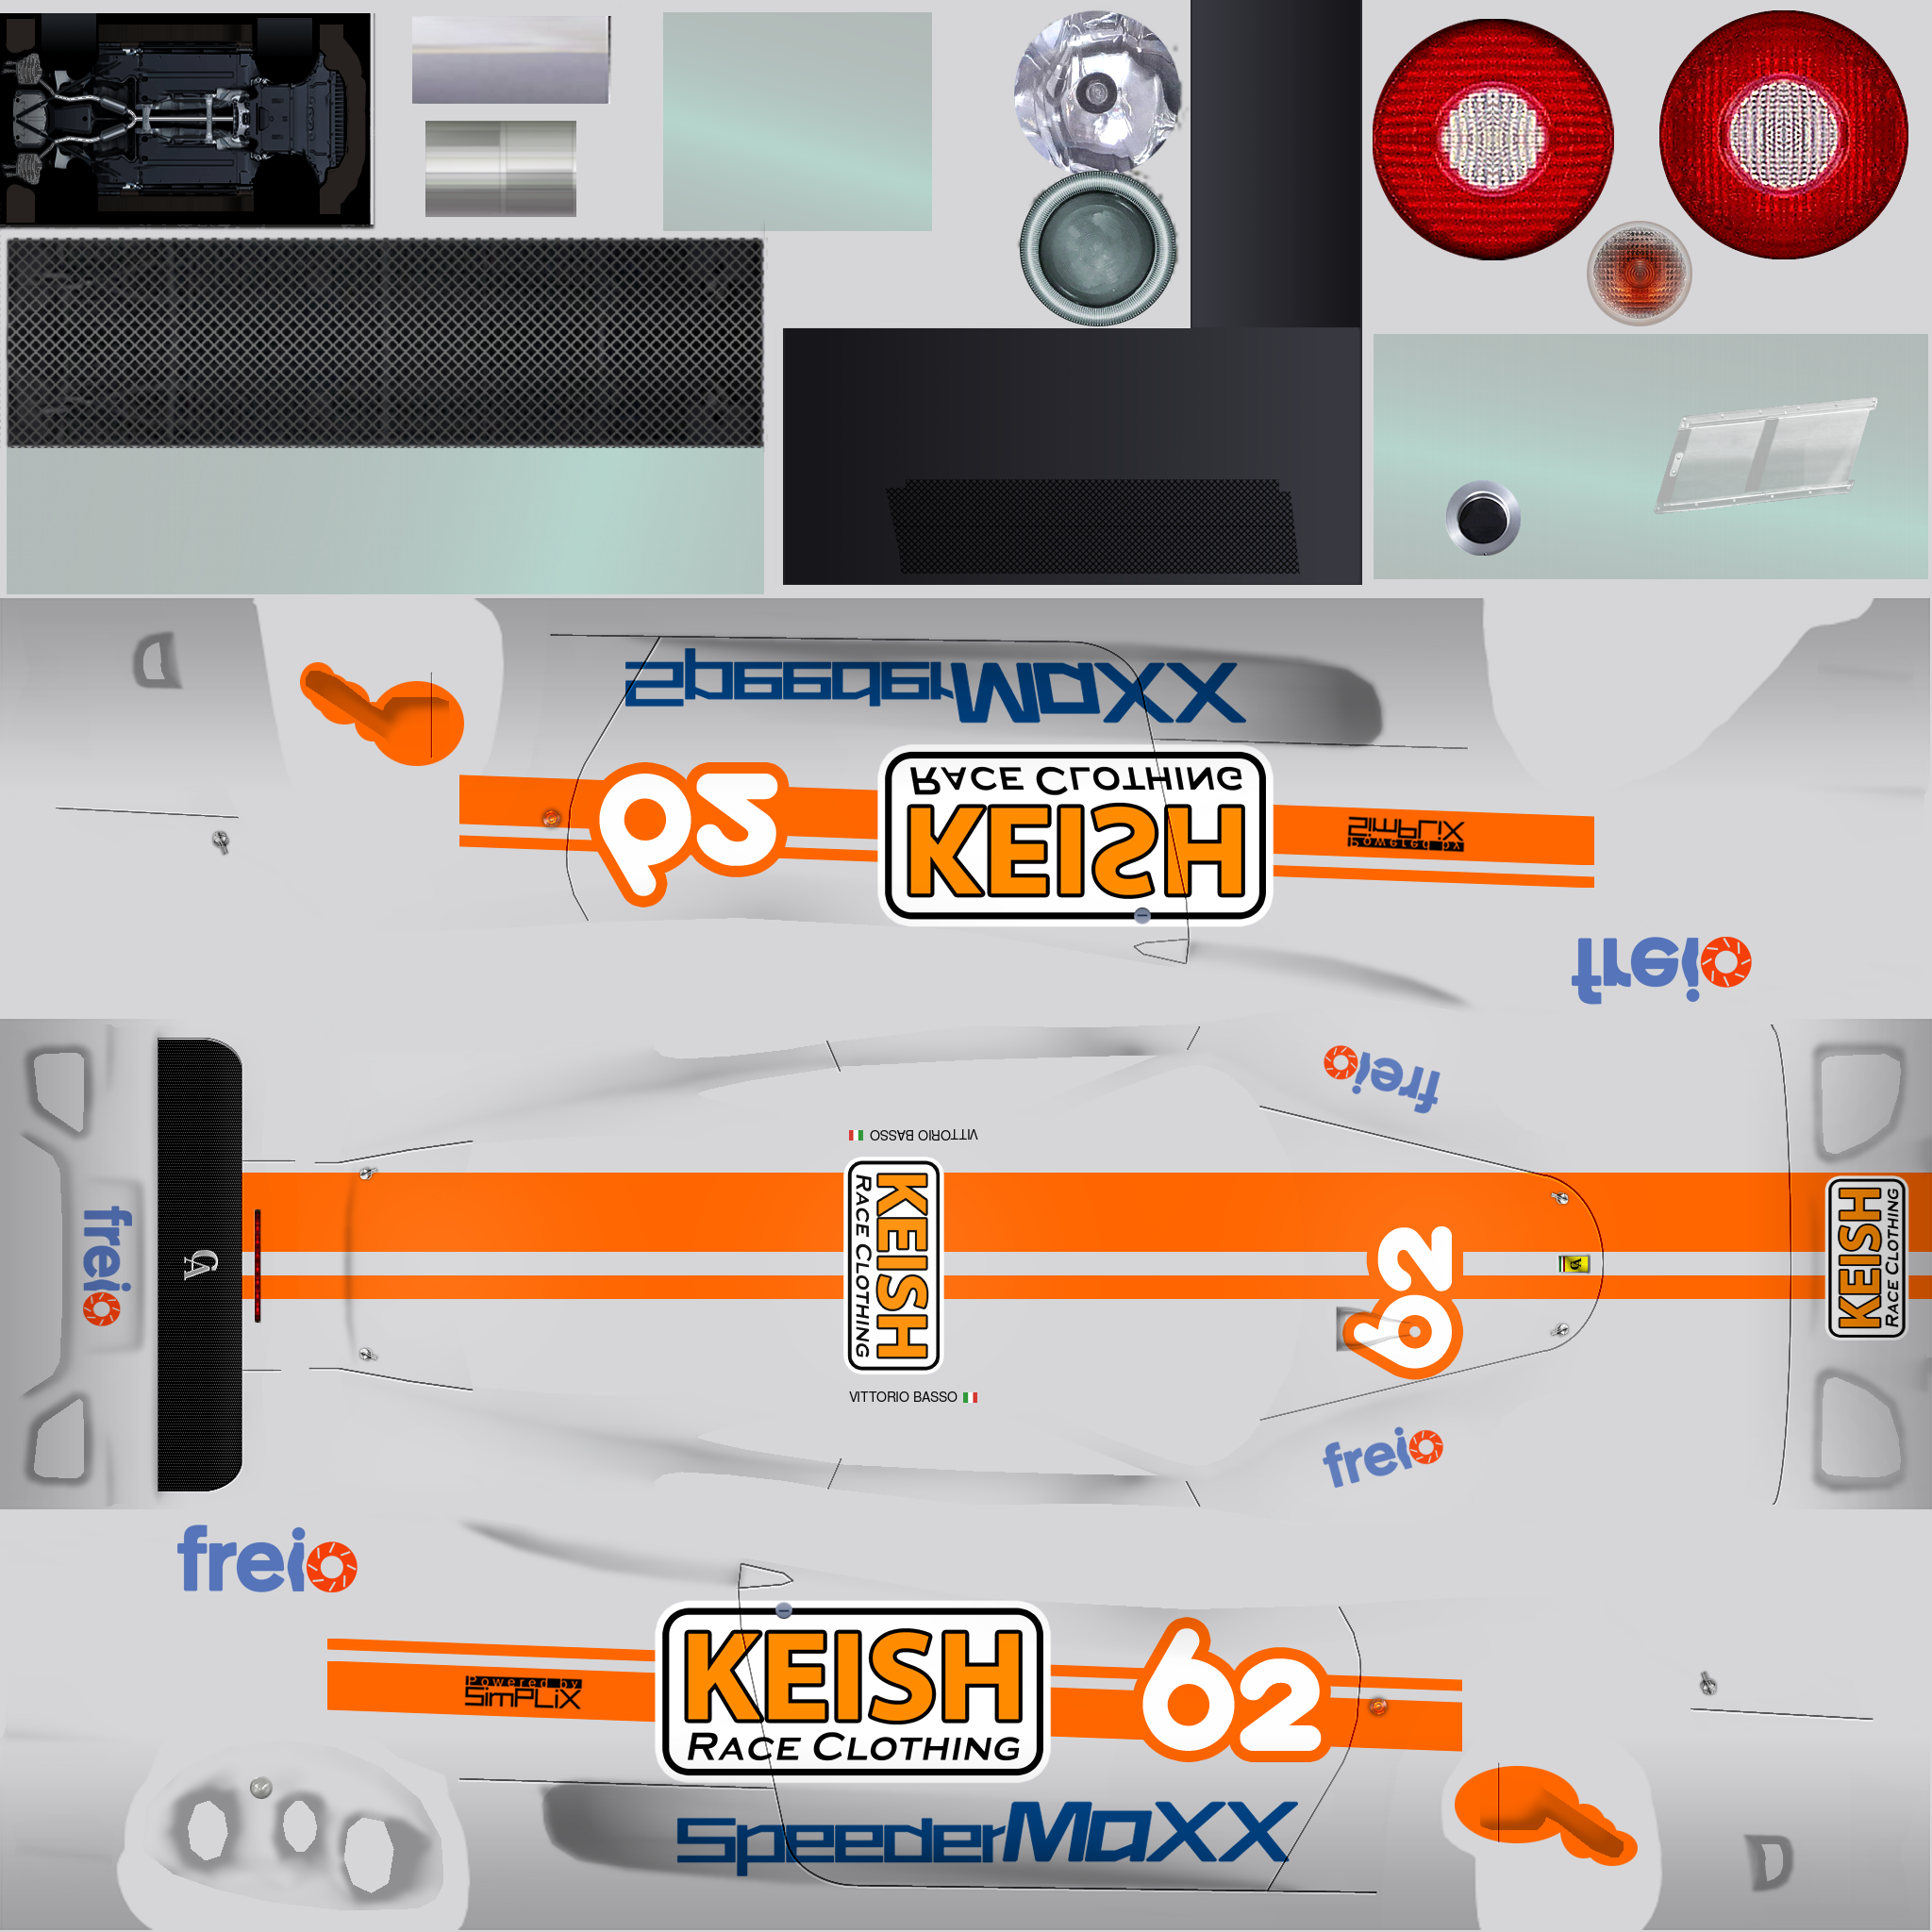 SpeederMaXX
RACE CLOTHING
KEISH
62
SimPLiX
Powered by
freio
freio
VITTORIO BASSO
KEISH
RACE CLOTHING
62
freio
CA
KEISH
RACE CLOTHING
VITTORIO BASSO
freio
freio
KEISH
RACE CLOTHING
62
Powered by
SimPLiX
SpeederMaXX